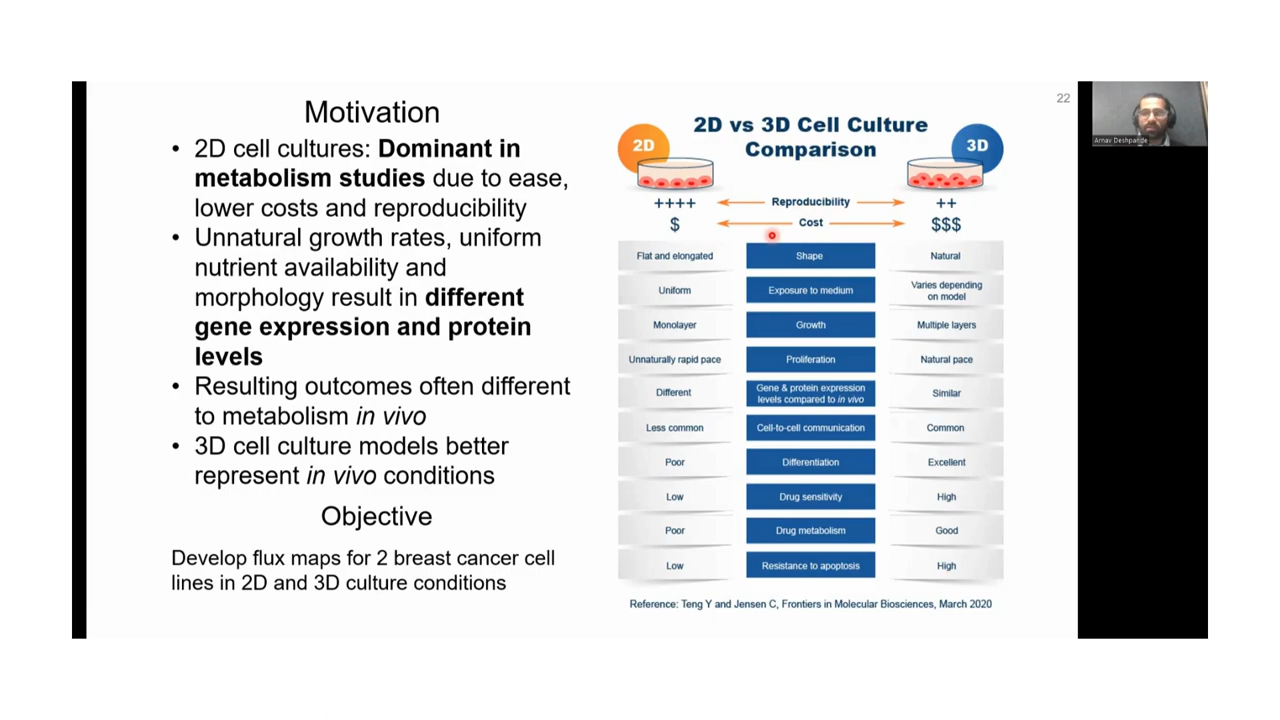 22
Motivation
• 2D cell cultures: Dominant in
metabolism studies due to ease,
lower costs and reproducibility
• Unnatural growth rates, uniform
nutrient availability and
morphology result in different
gene expression and protein
levels
• Resulting outcomes often different
to metabolism in vivo
• 3D cell culture models better
represent in vivo conditions
Objective
Develop flux maps for 2 breast cancer cell
lines in 2D and 3D culture conditions
2D vs 3D Cell Culture
Comparison
2D
3D
++++ Reproducibility ++
$ Cost $$$
Flat and elongated Shape Natural
Uniform Exposure to medium Varies depending
on model
Monolayer Growth Multiple layers
Unnaturally rapid pace Proliferation Natural pace
Different Gene & protein expression
levels compared to in vivo Similar
Less common Cell-to-cell communication Common
Poor Differentiation Excellent
Low Drug sensitivity High
Poor Drug metabolism Good
Low Resistance to apoptosis High
Reference: Teng Y and Jensen C, Frontiers in Molecular Biosciences, March 2020
Arnav Deshpande